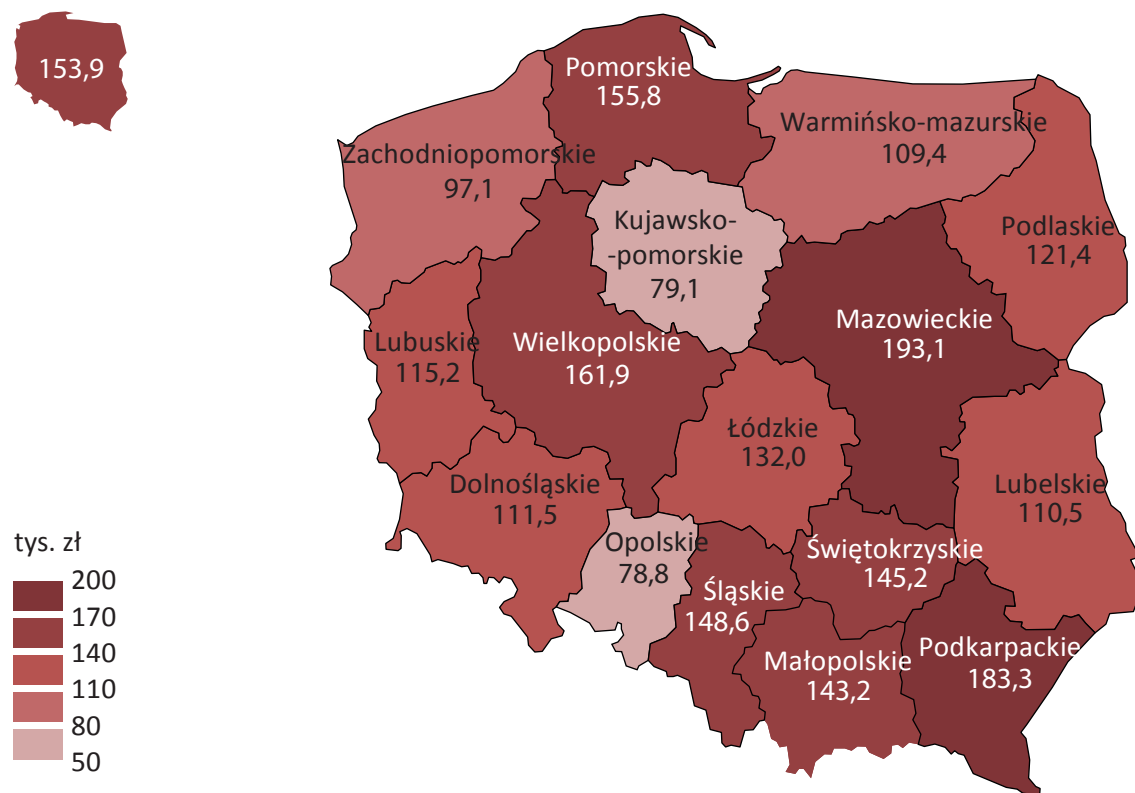 153,9
Pomorskie
155,8
Warmińsko-mazurskie
109,4
Zachodniopomorskie
97,1
Kujawsko-
-pomorskie
79,1
Podlaskie
121,4
Mazowieckie
193,1
Lubuskie
115,2
Wielkopolskie
161,9
Łódzkie
132,0
Dolnośląskie
111,5
Lubelskie
110,5
Opolskie
78,8
Świętokrzyskie
145,2
Śląskie
148,6
Małopolskie
143,2
Podkarpackie
183,3
tys. zł
200
170
140
110
80
50